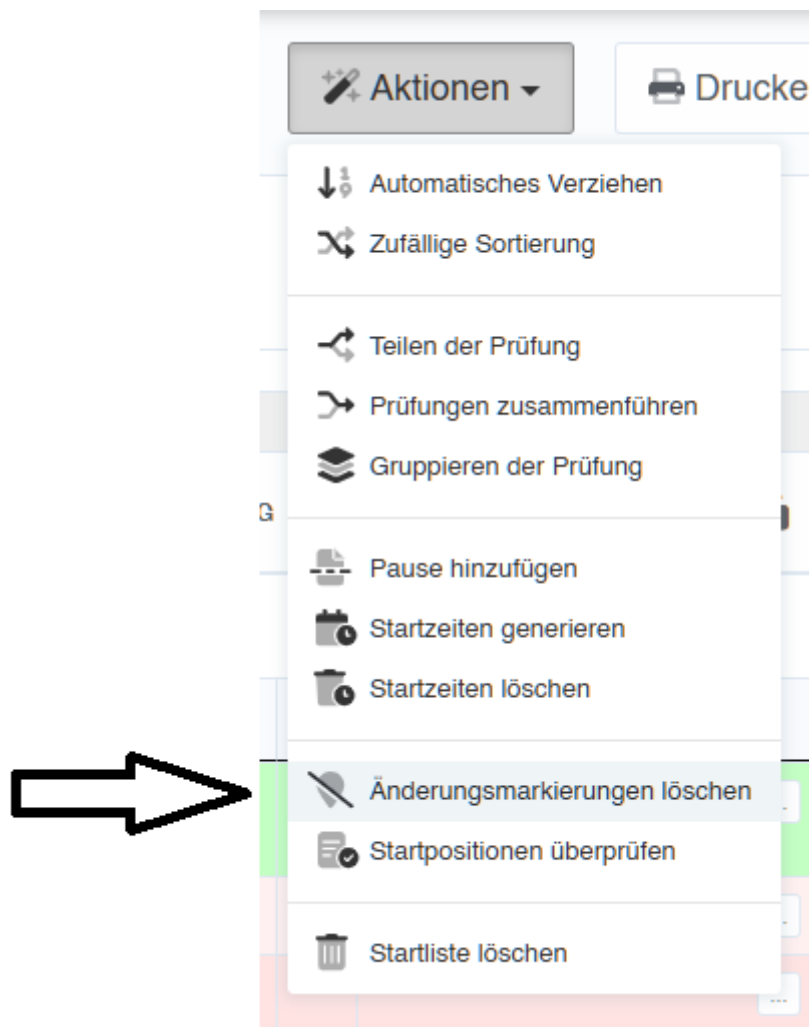 Aktionen
Drucke
Automatisches Verziehen
Zufällige Sortierung
Teilen der Prüfung
Prüfungen zusammenführen
Gruppieren der Prüfung
G
Pause hinzufügen
Startzeiten generieren
Startzeiten löschen
Änderungsmarkierungen löschen
Startpositionen überprüfen
Startliste löschen
...